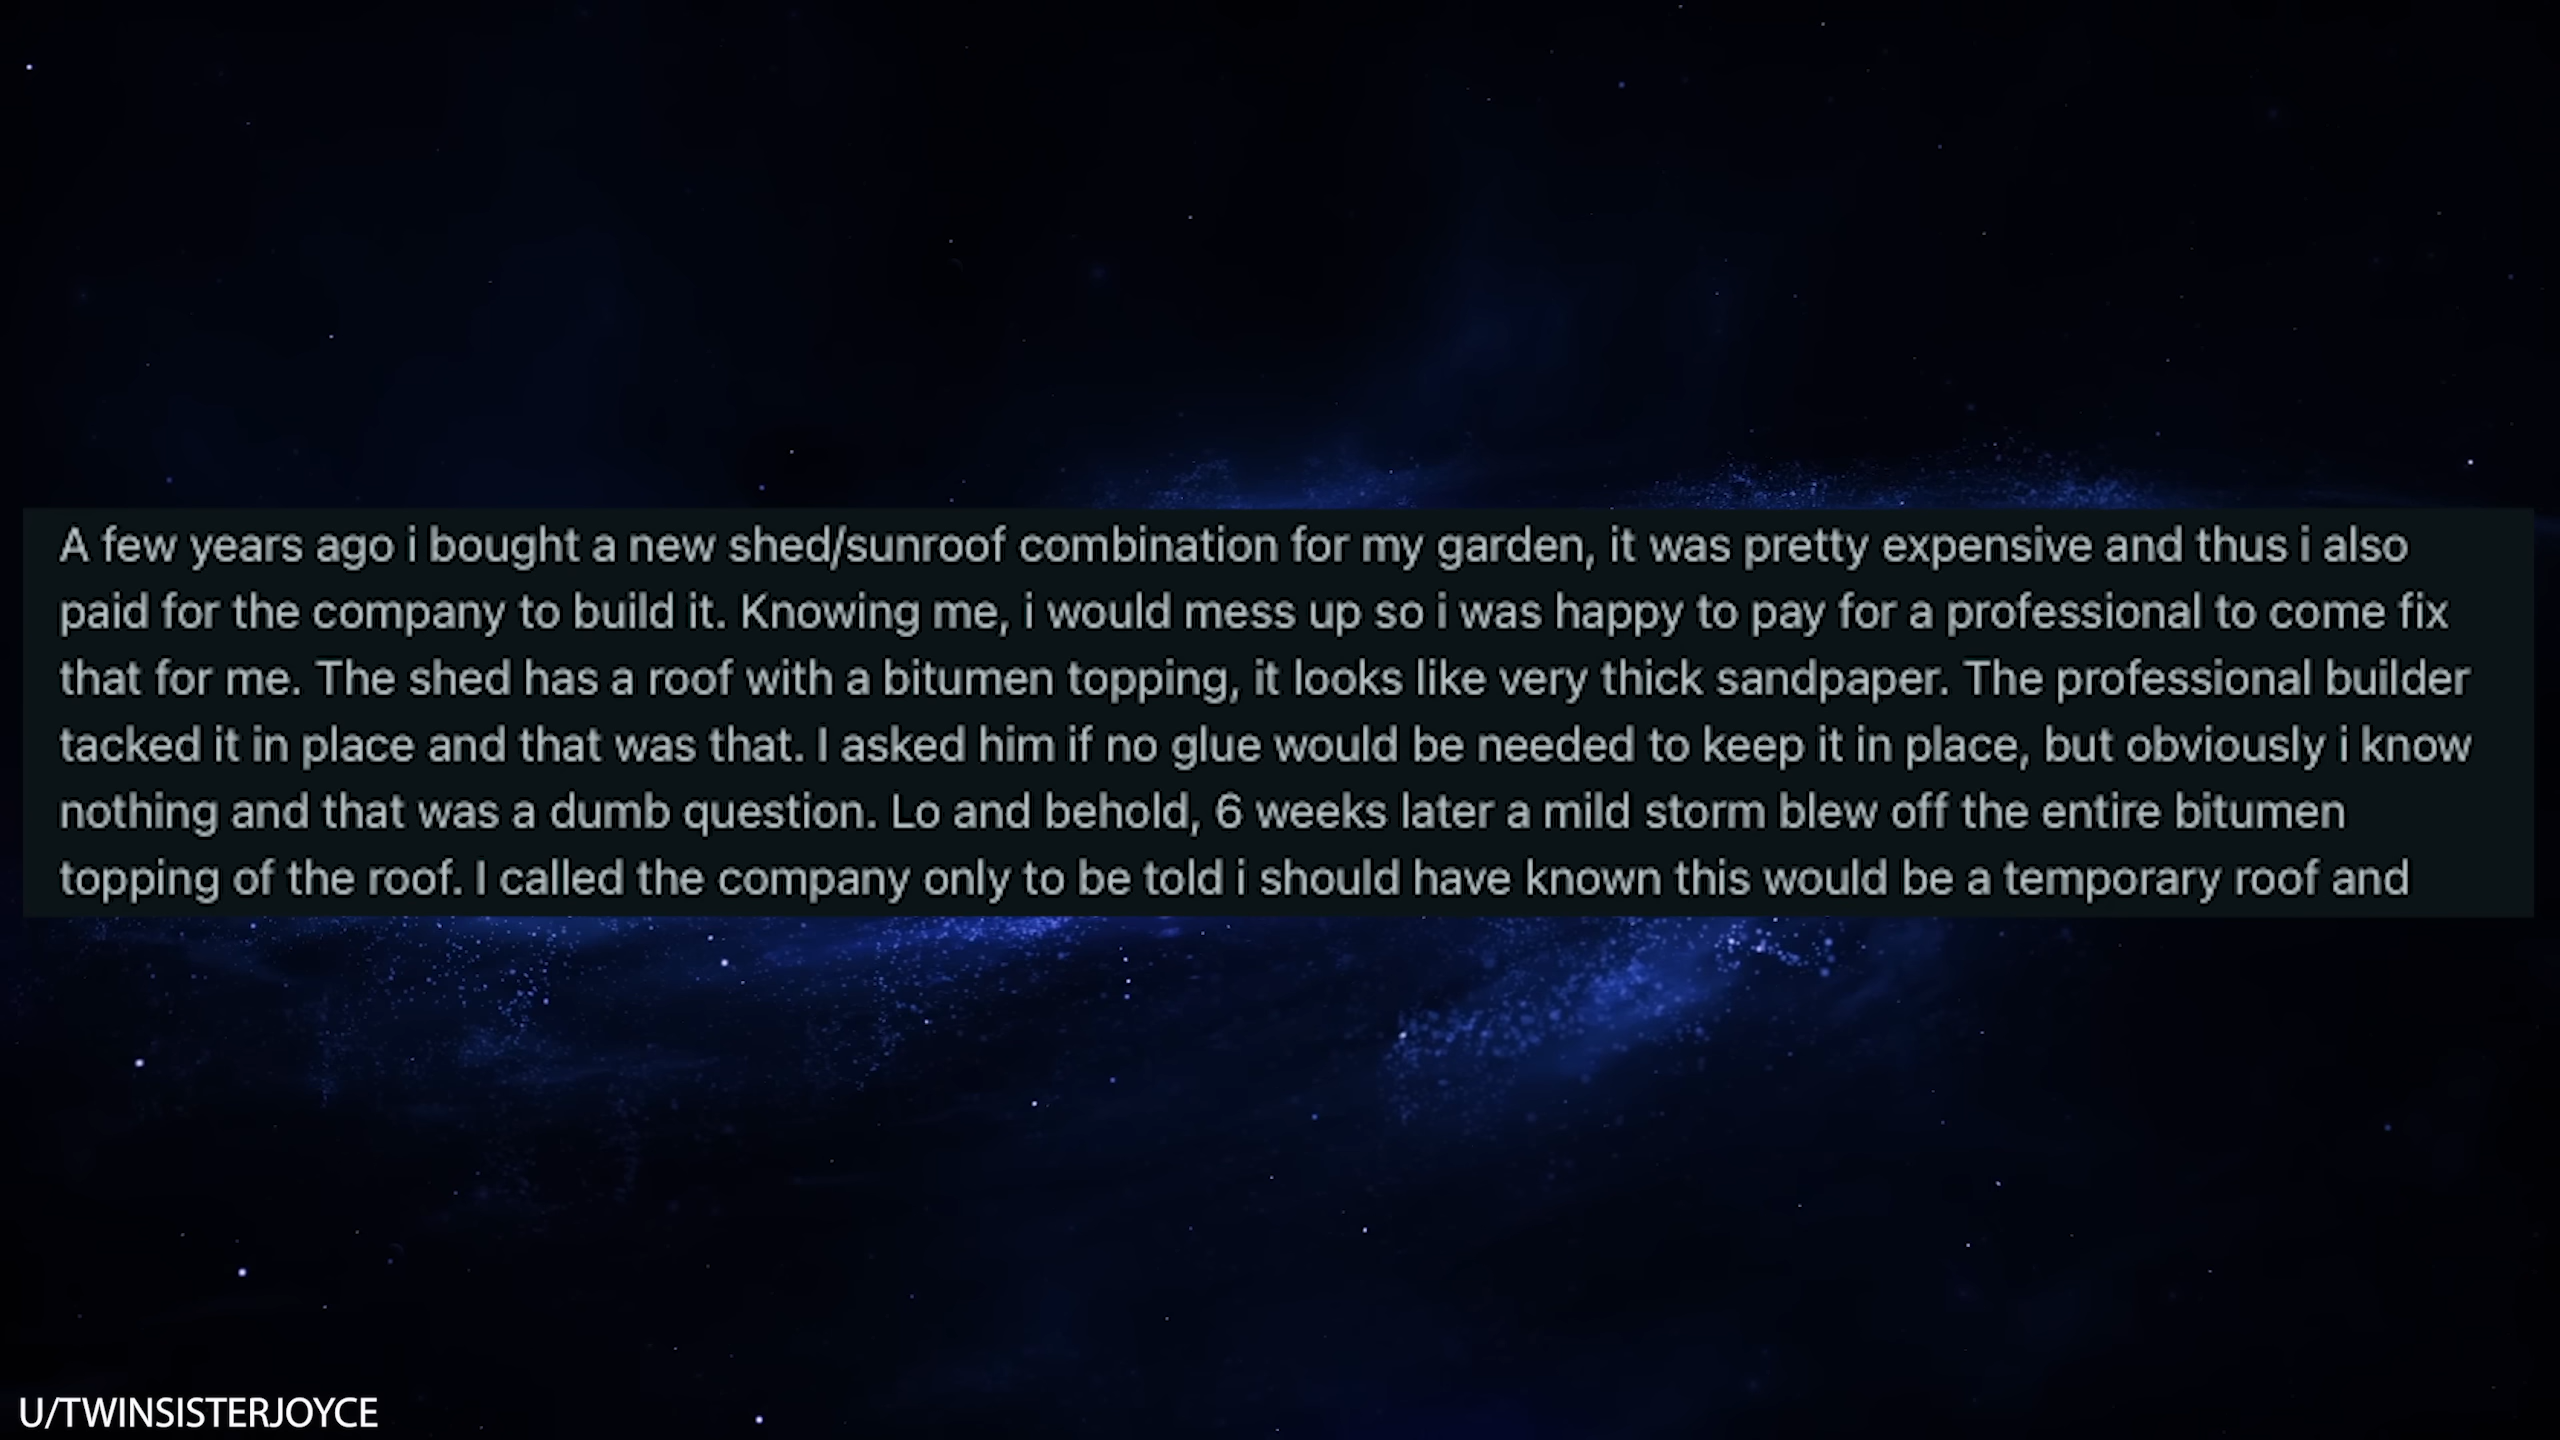 A few years ago i bought a new shed/sunroof combination for my garden, it was pretty expensive and thus i also
paid for the company to build it. Knowing me, i would mess up so i was happy to pay for a professional to come fix
that for me. The shed has a roof with a bitumen topping, it looks like very thick sandpaper. The professional builder
tacked it in place and that was that. I asked him if no glue would be needed to keep it in place, but obviously i know
nothing and that was a dumb question. Lo and behold, 6 weeks later a mild storm blew off the entire bitumen
topping of the roof. I called the company only to be told i should have known this would be a temporary roof and
U/TWINSISTERJOYCE